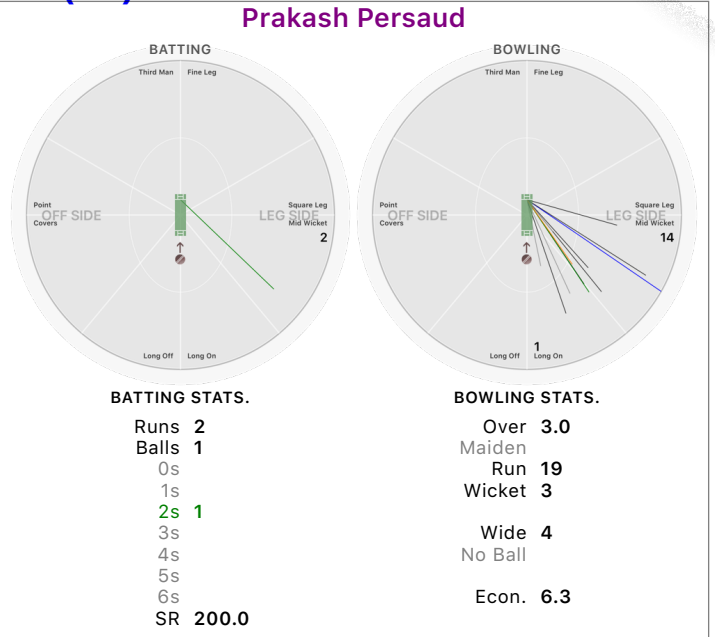 Prakash Persaud
BATTING
Third Man Fine Leg
Point
Covers
OFF SIDE
LEG SIDE
Square Leg
Mid Wicket
2
Long Off Long On
BOWLING
Third Man Fine Leg
Point
Covers
OFF SIDE
LEG SIDE
Square Leg
Mid Wicket
14
1
Long Off Long On
BATTING STATS.
Runs 2
Balls 1
0s
1s
2s 1
3s
4s
5s
6s
SR 200.0
BOWLING STATS.
Over 3.0
Maiden
Run 19
Wicket 3
Wide 4
No Ball
Econ. 6.3